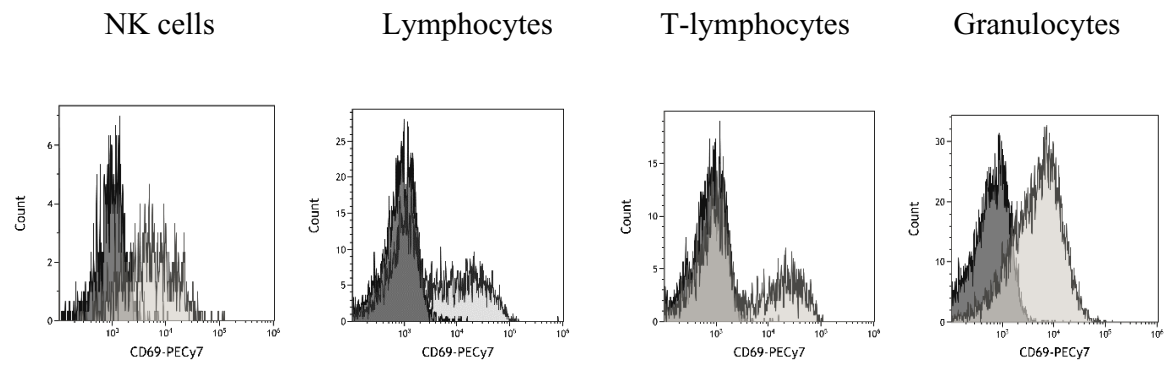 NK cells
Lymphocytes
T-lymphocytes
Granulocytes
Count
6
4
2
0
10³ 10⁴ 10⁵ 10⁶
CD69-PECy7
Count
25
20
15
10
5
0
10³ 10⁴ 10⁵ 10⁶
CD69-PECy7
Count
15
10
5
0
10³ 10⁴ 10⁵ 10⁶
CD69-PECy7
Count
30
20
10
0
10³ 10⁴ 10⁵ 10⁶
CD69-PECy7